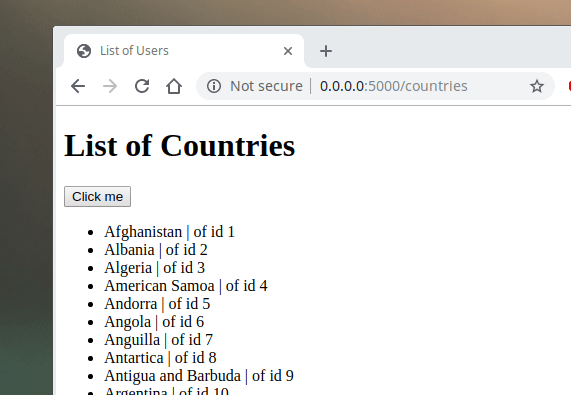 List of Users
Not secure | 0.0.0.0:5000/countries
List of Countries
Click me
Afghanistan | of id 1
Albania | of id 2
Algeria | of id 3
American Samoa | of id 4
Andorra | of id 5
Angola | of id 6
Anguilla | of id 7
Antartica | of id 8
Antigua and Barbuda | of id 9
Argentina | of id 10